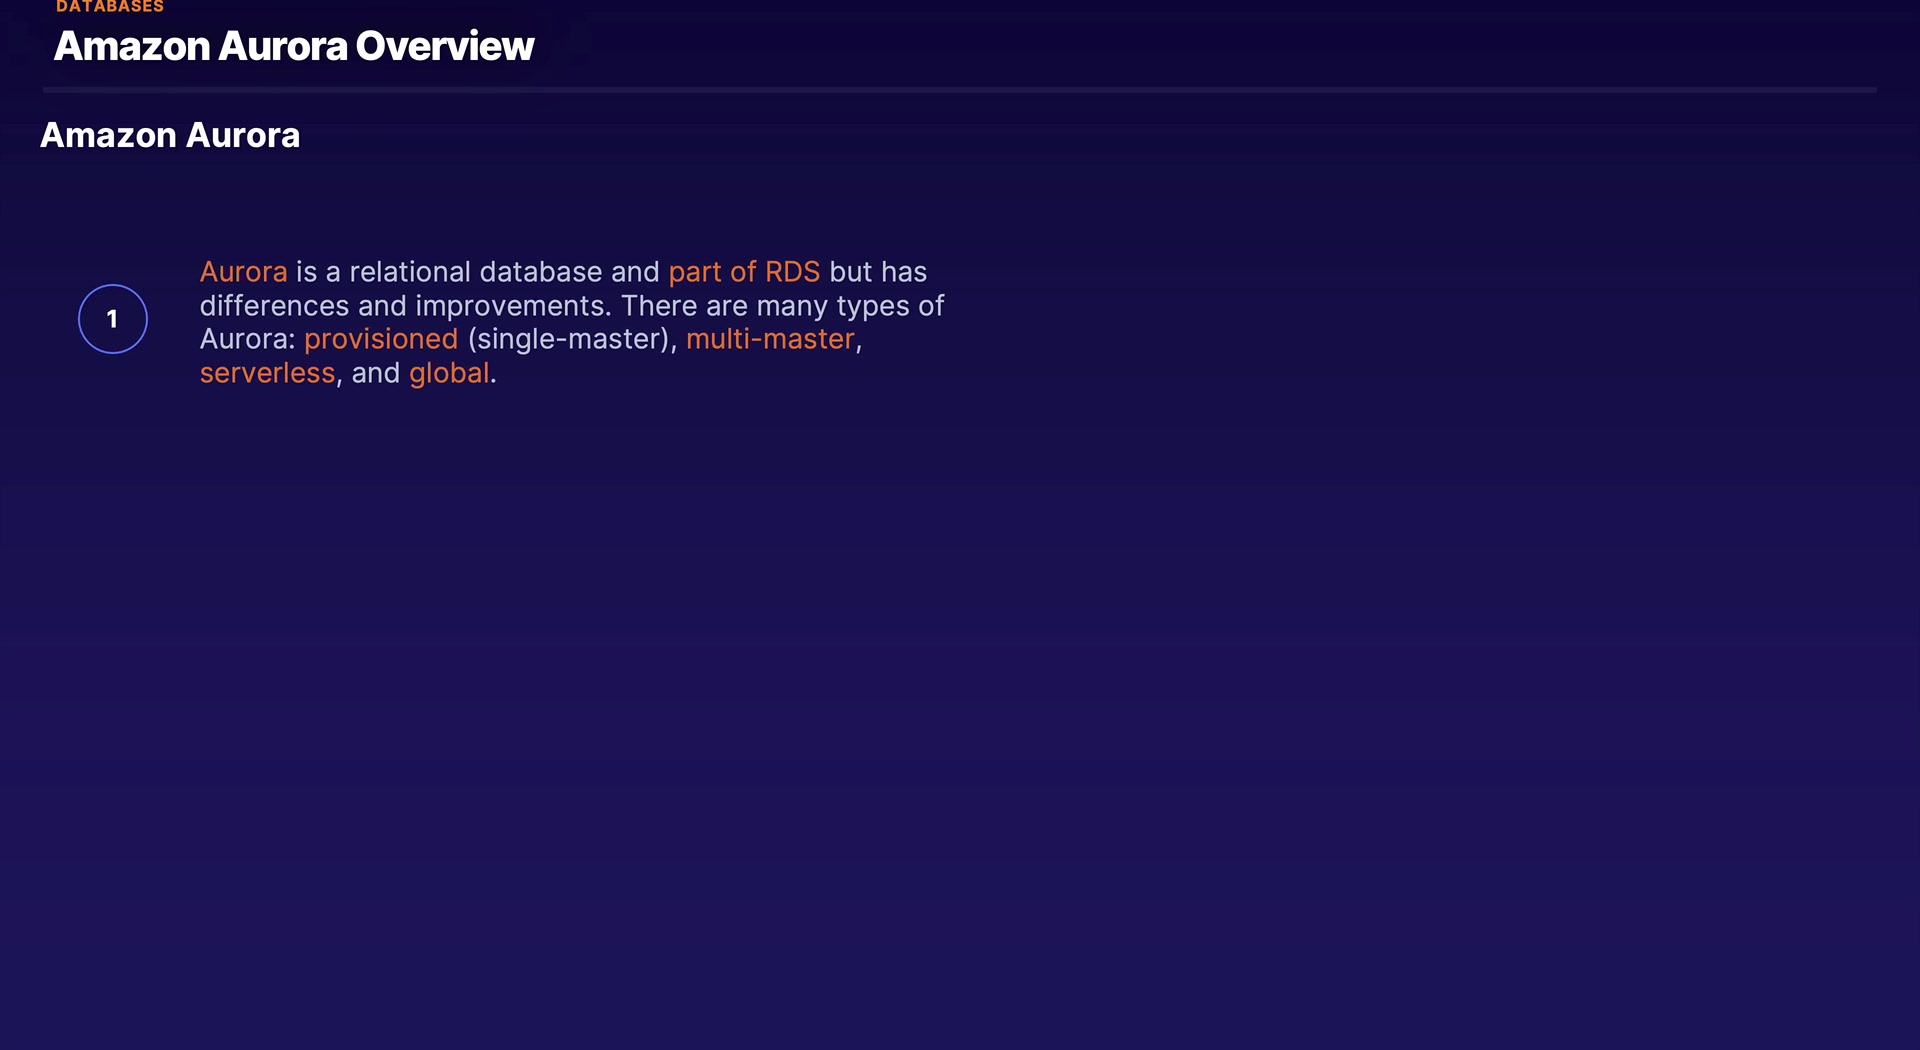 DATABASES
Amazon Aurora Overview
Amazon Aurora
1
Aurora is a relational database and part of RDS but has
differences and improvements. There are many types of
Aurora: provisioned (single-master), multi-master,
serverless, and global.